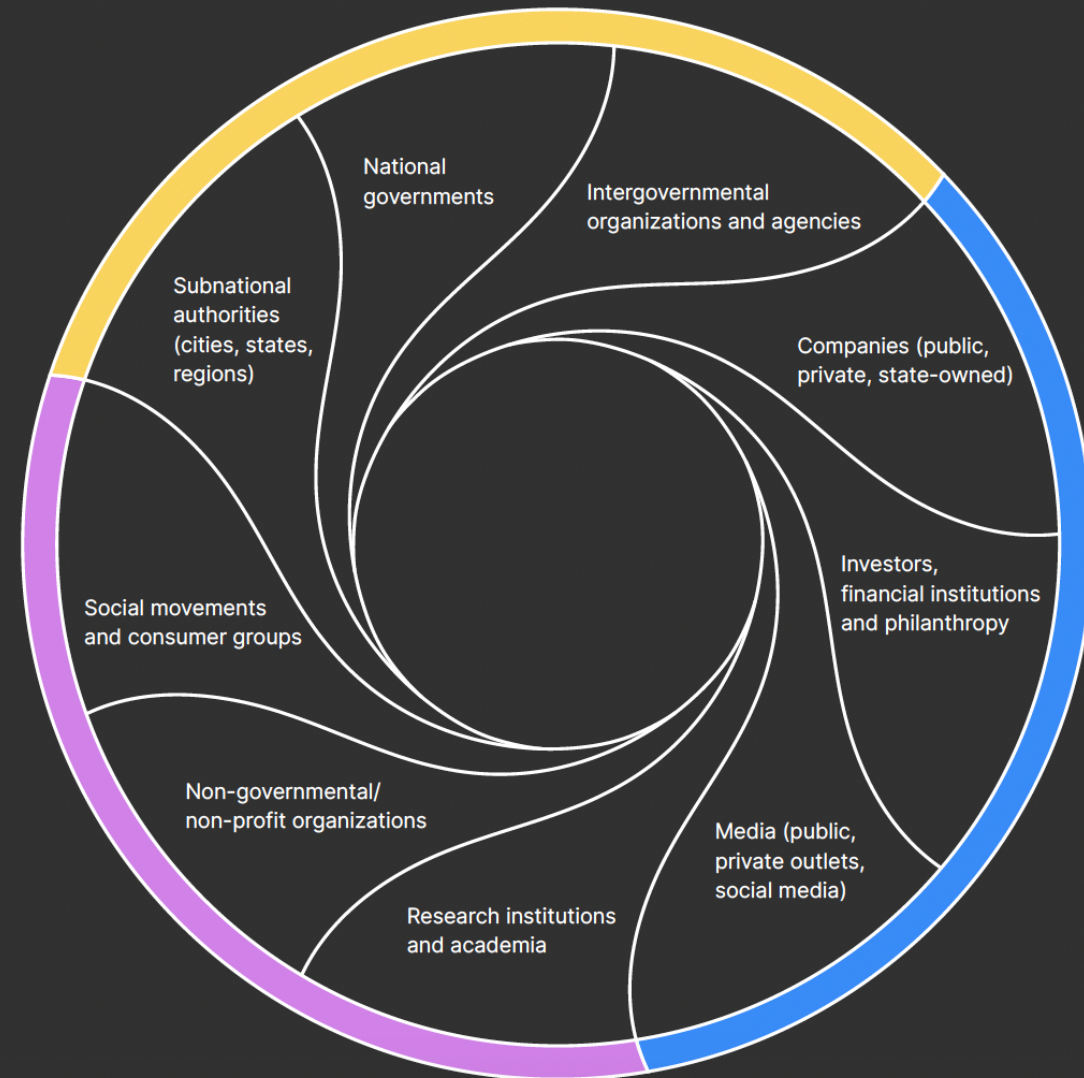 National
governments
Intergovernmental
organizations and agencies
Subnational
authorities
(cities, states,
regions)
Companies (public,
private, state-owned)
Investors,
financial institutions
and philanthropy
Social movements
and consumer groups
Non-governmental/
non-profit organizations
Media (public,
private outlets,
social media)
Research institutions
and academia